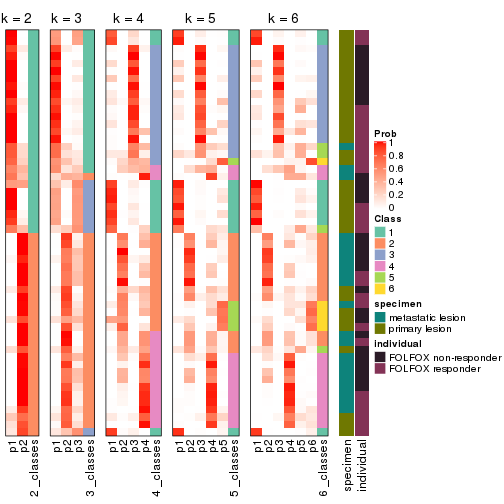 k = 2
k = 3
k = 4
k = 5
k = 6
p1
p2
2_classes
p1
p2
p3
3_classes
p1
p2
p3
p4
4_classes
p1
p2
p3
p4
p5
5_classes
p1
p2
p3
p4
p5
p6
6_classes
specimen
individual
Prob
1
0.8
0.6
0.4
0.2
0
Class
1
2
3
4
5
6
specimen
metastatic lesion
primary lesion
individual
FOLFOX non-responder
FOLFOX responder